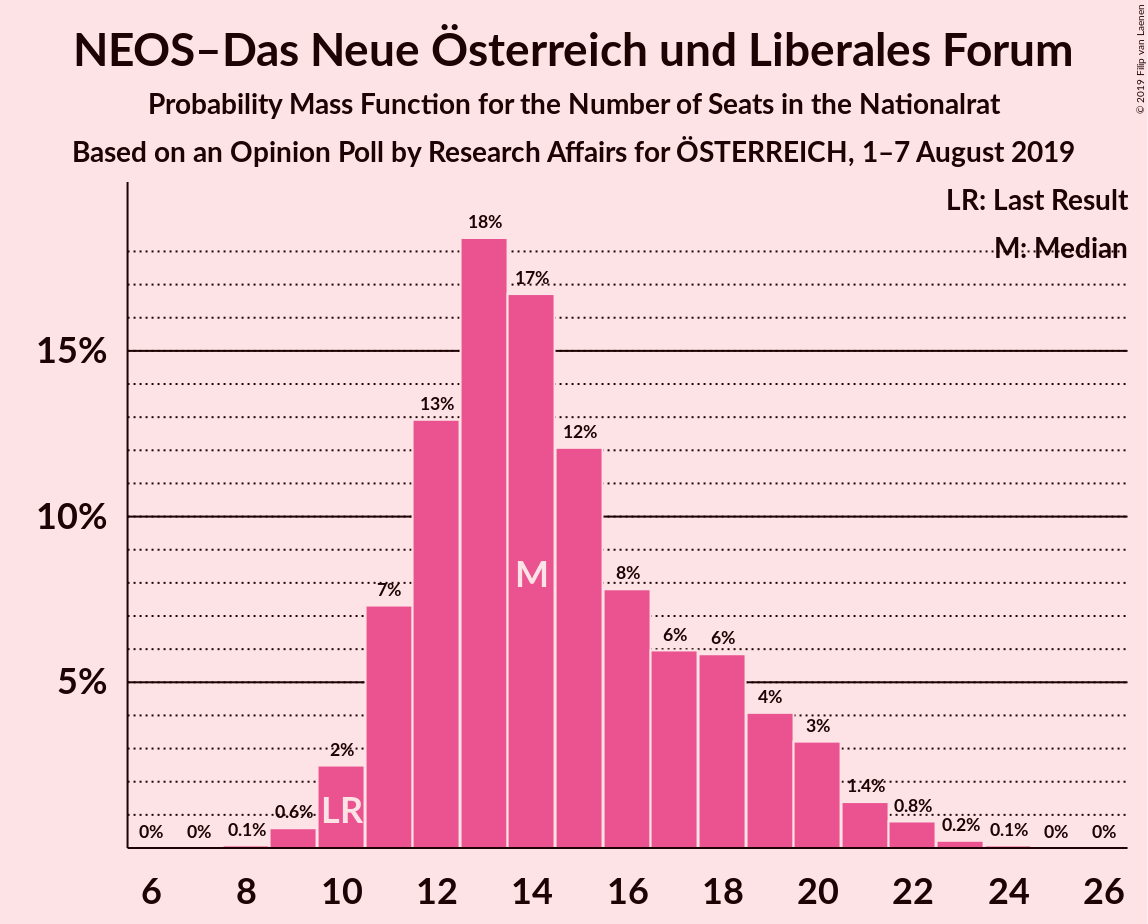 NEOS–Das Neue Österreich und Liberales Forum
Probability Mass Function for the Number of Seats in the Nationalrat
Based on an Opinion Poll by Research Affairs for ÖSTERREICH, 1–7 August 2019
© 2019 Filip van Laenen
LR: Last Result
M: Median
15%
10%
5%
0%
0%
0.1%
0.6%
2%
7%
13%
18%
17%
12%
8%
6%
6%
4%
3%
1.4%
0.8%
0.2%
0.1%
0%
0%
LR
M
6 8 10 12 14 16 18 20 22 24 26